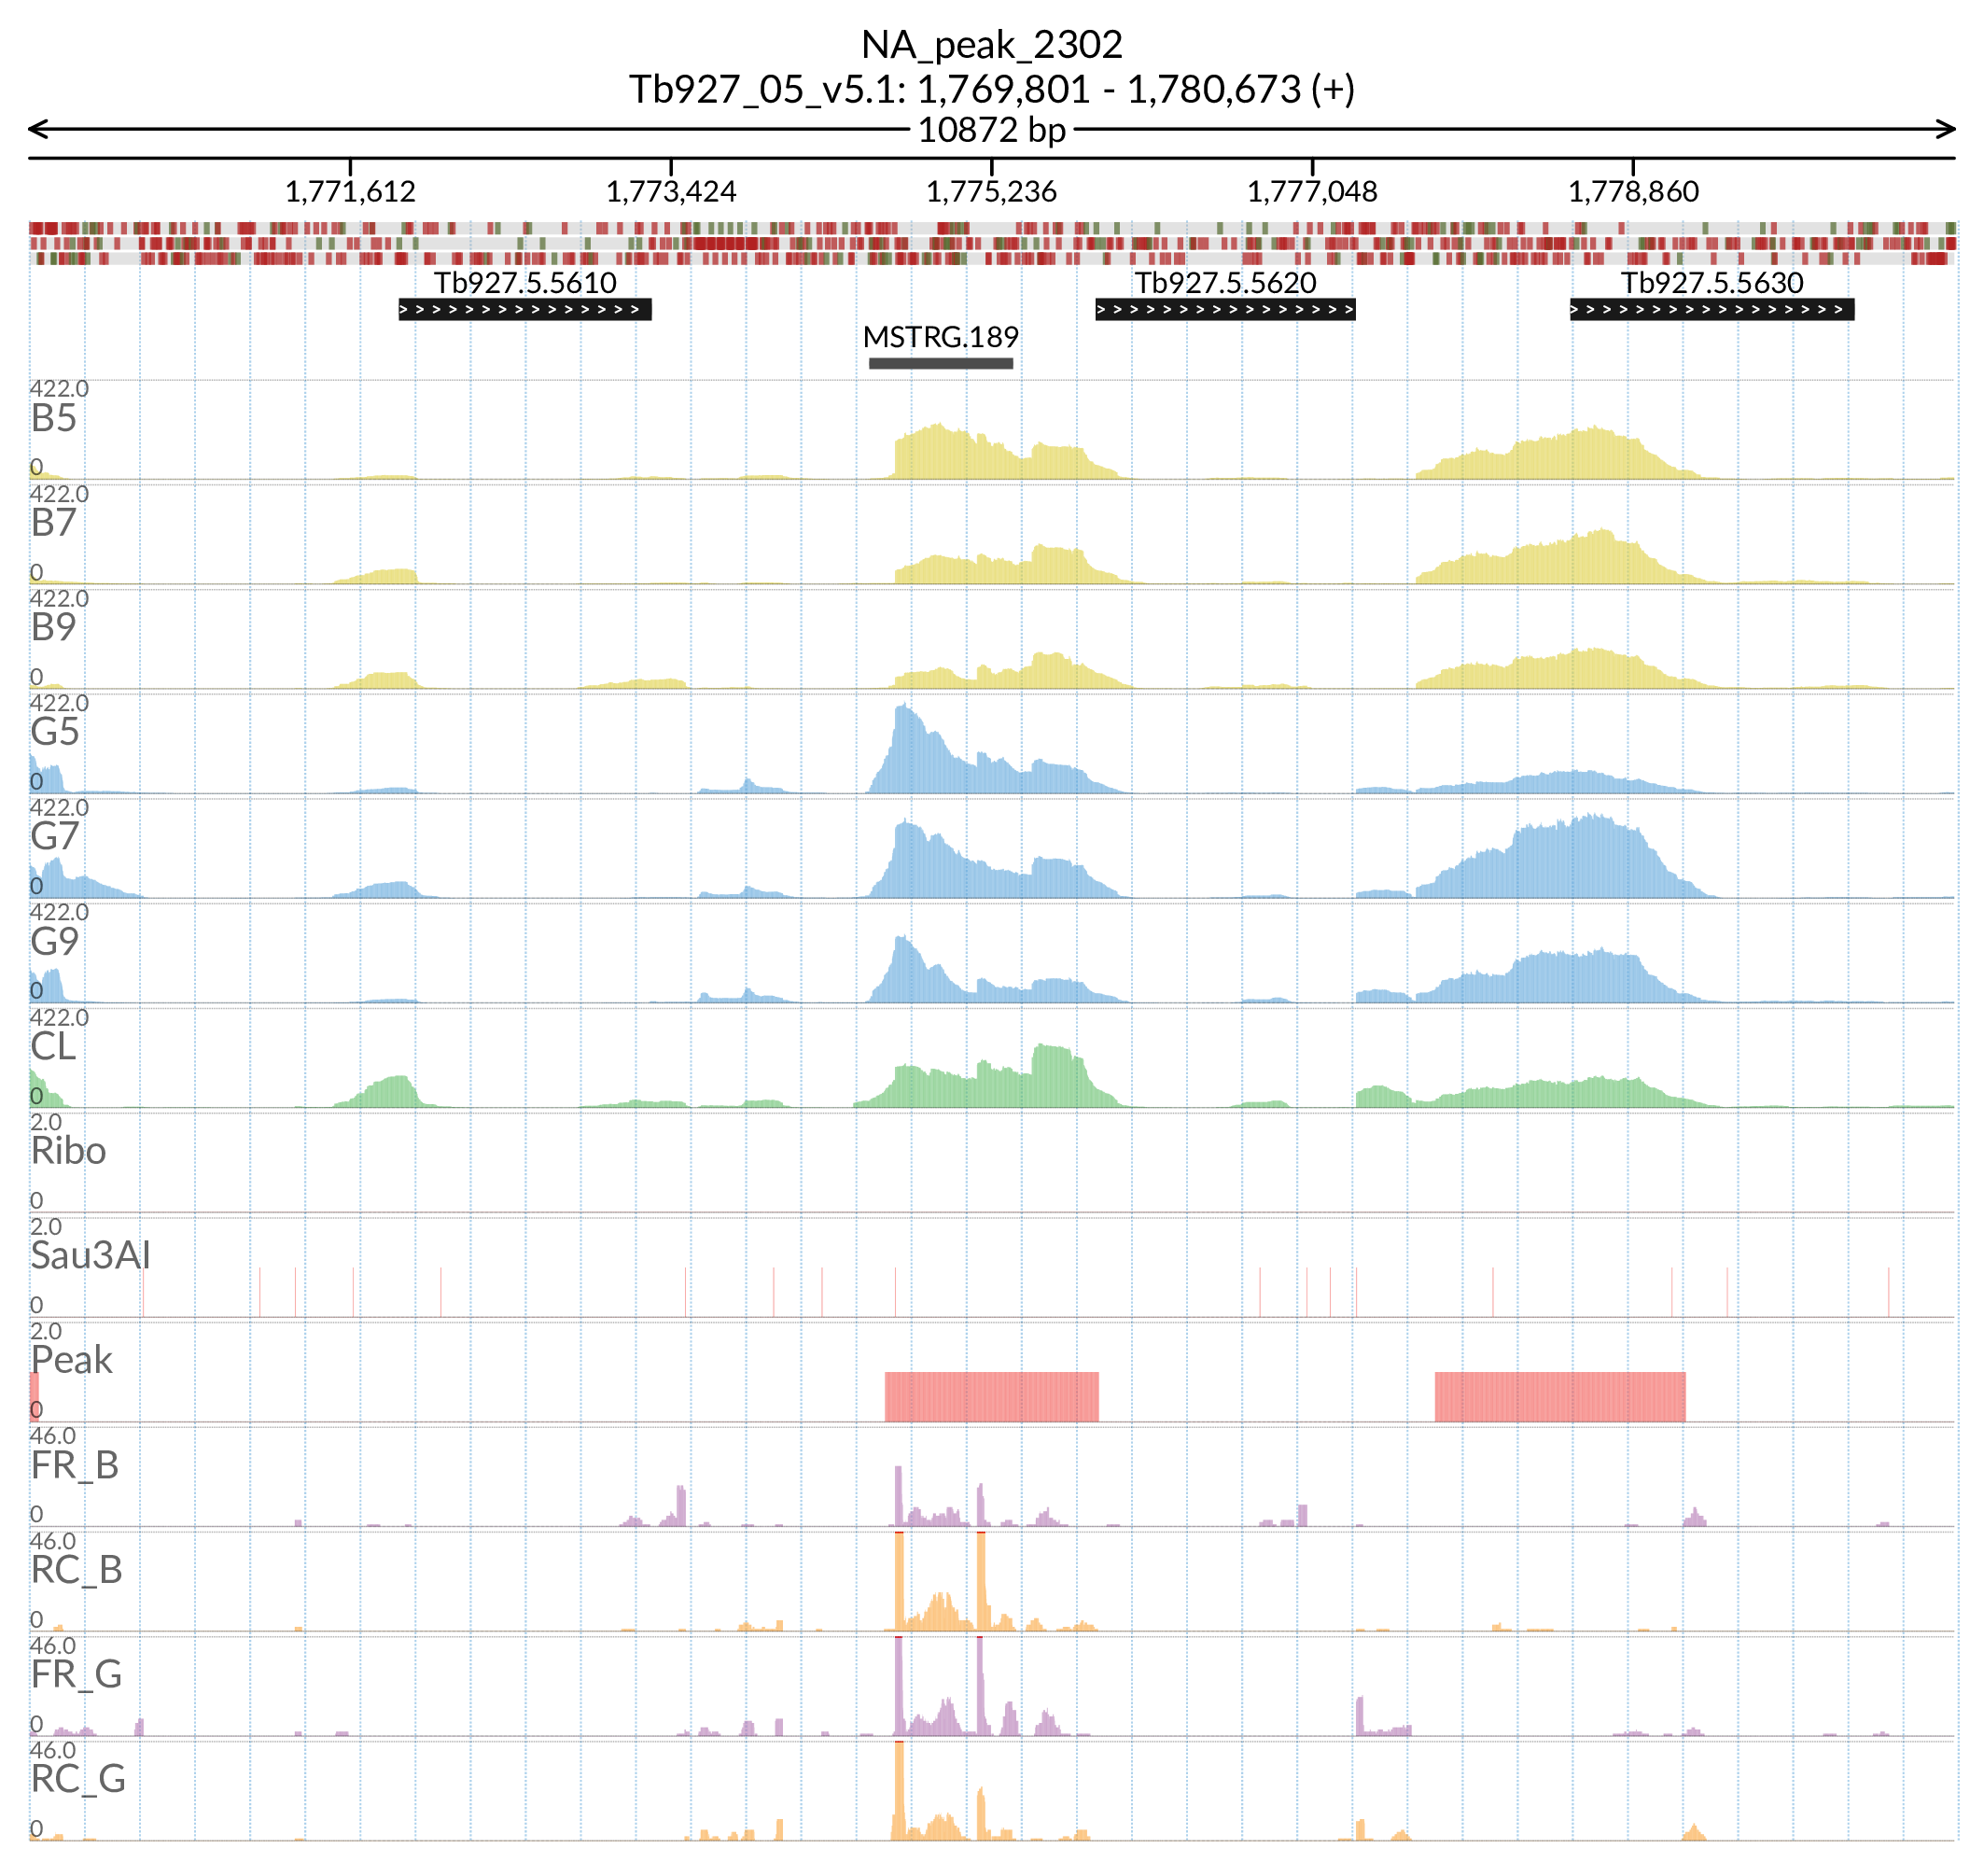 NA_peak_2302
Tb927_05_v5.1: 1,769,801 - 1,780,673 (+)
10872 bp
1,771,612 1,773,424 1,775,236 1,777,048 1,778,860
Tb927.5.5610 Tb927.5.5620 Tb927.5.5630
MSTRG.189
422.0
B5
0
422.0
B7
0
422.0
B9
0
422.0
G5
0
422.0
G7
0
422.0
G9
0
422.0
CL
0
2.0
Ribo
0
2.0
Sau3AI
0
2.0
Peak
0
46.0
FR_B
0
46.0
RC_B
0
46.0
FR_G
0
46.0
RC_G
0